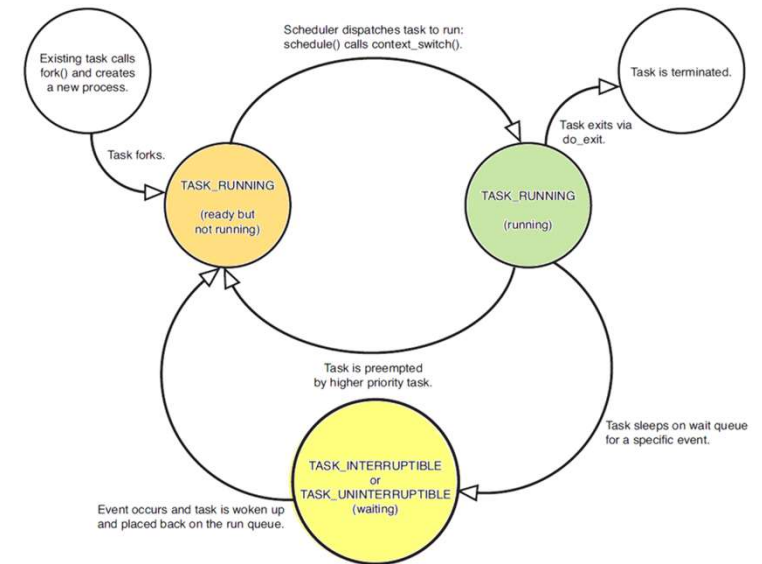 Scheduler dispatches task to run:
schedule() calls context_switch().
Existing task calls
fork() and creates
a new process.
Task is terminated.
Task exits via
do_exit.
Task forks.
TASK_RUNNING
(ready but
not running)
TASK_RUNNING
(running)
Task is preempted
by higher priority task.
Task sleeps on wait queue
for a specific event.
TASK_INTERRUPTIBLE
or
TASK_UNINTERRUPTIBLE
(waiting)
Event occurs and task is woken up
and placed back on the run queue.